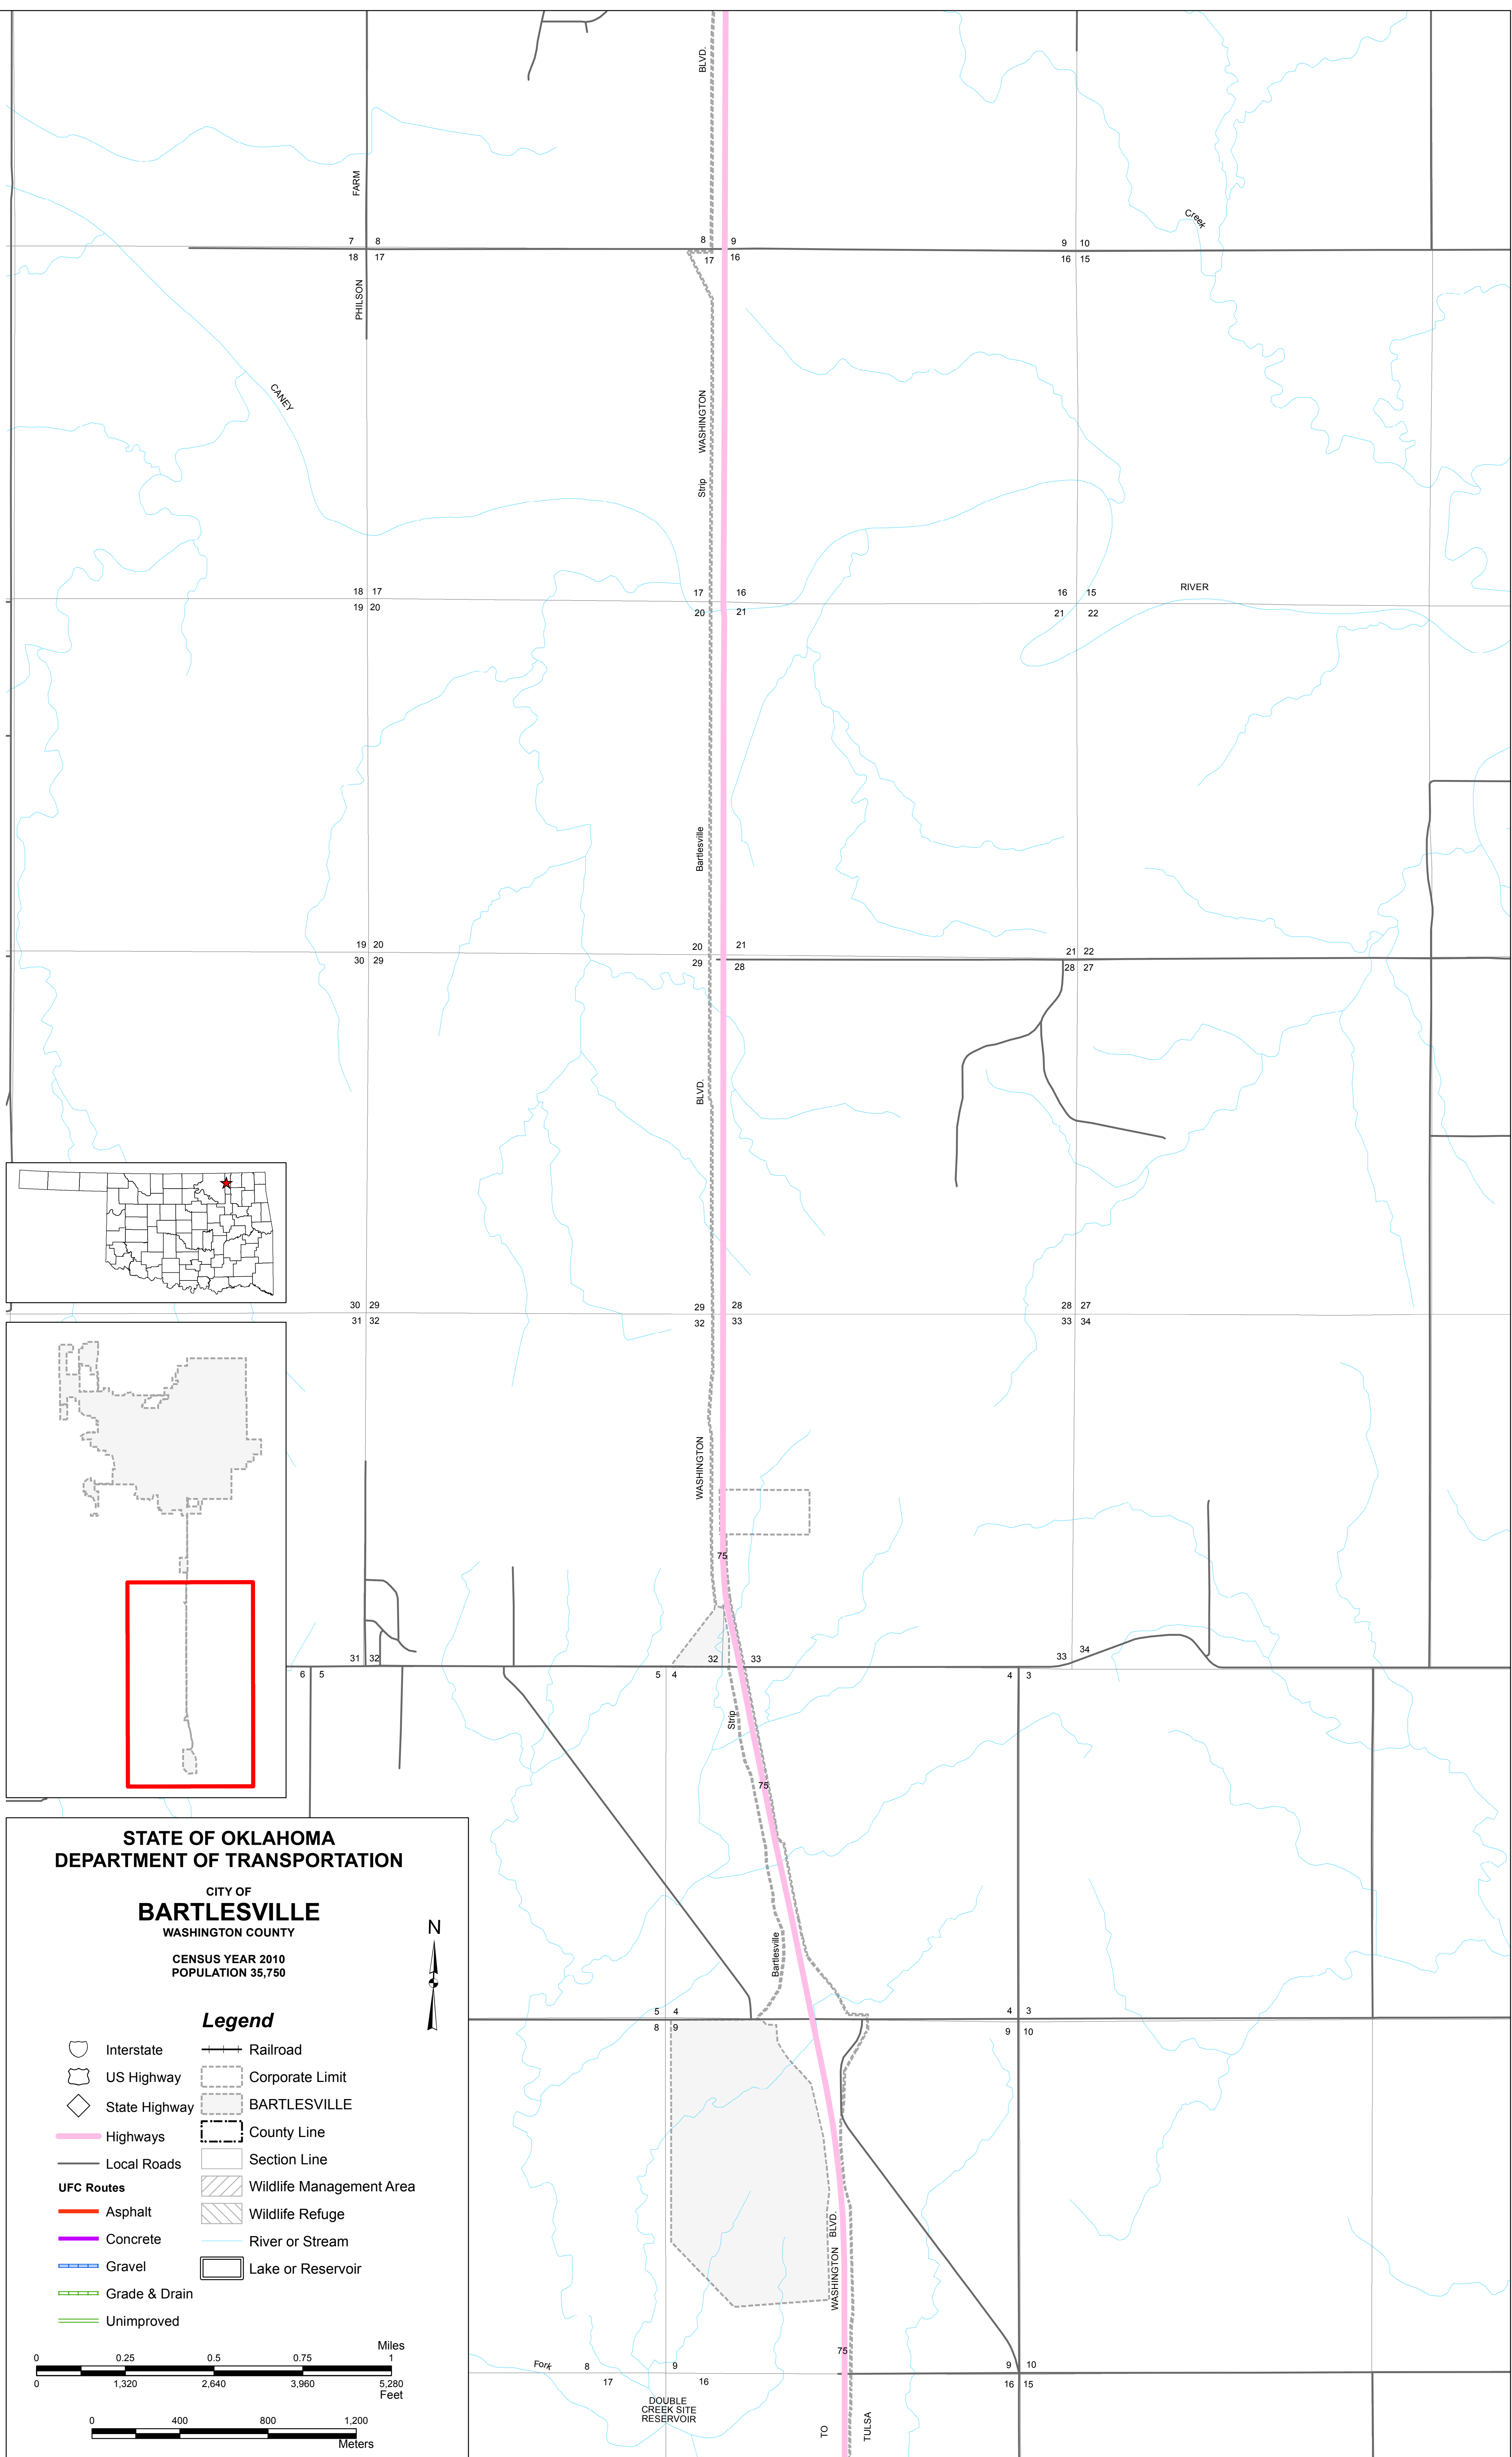 BLVD.
FARM
Creek
7 8
8 9
9 10
18 17
17 16
16 15
PHILSON
CANEY
WASHINGTON
Strip
18 17
17 16
16 15
RIVER
19 20
20 21
21 22
Bartlesville
19 20
20 21
21 22
30 29
29 28
28 27
BLVD.
30 29
29 28
28 27
31 32
32 33
33 34
WASHINGTON
75
31 32
32 33
33 34
6 5
5 4
4 3
Strip
75
Bartlesville
5 4
4 3
8 9
9 10
WASHINGTON BLVD.
75
Fork
8 9
9 10
17 16
16 15
DOUBLE
CREEK SITE
RESERVOIR
TO
TULSA
STATE OF OKLAHOMA
DEPARTMENT OF TRANSPORTATION
CITY OF
BARTLESVILLE
WASHINGTON COUNTY
CENSUS YEAR 2010
POPULATION 35,750
N
Legend
Interstate
US Highway
State Highway
Highways
Local Roads
UFC Routes
Asphalt
Concrete
Gravel
Grade & Drain
Unimproved
Railroad
Corporate Limit
BARTLESVILLE
County Line
Section Line
Wildlife Management Area
Wildlife Refuge
River or Stream
Lake or Reservoir
Miles
0 0.25 0.5 0.75 1
0 1,320 2,640 3,960 5,280
Feet
0 400 800 1,200
Meters